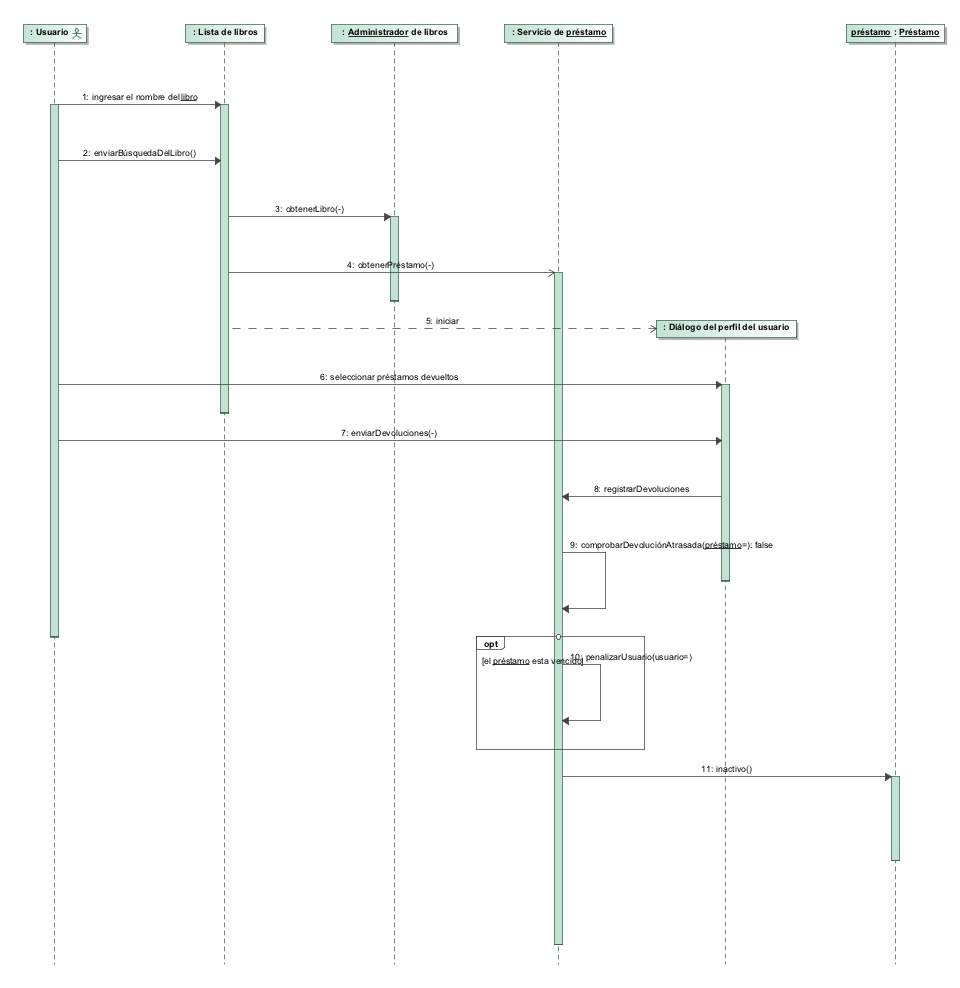 : Usuario
: Lista de libros
: Administrador de libros
: Servicio de préstamo
préstamo : Préstamo
1: ingresar el nombre del libro
2: enviarBúsquedaDelLibro()
3: obtenerLibro(-)
4: obtenerPréstamo(-)
5: iniciar
: Diálogo del perfil del usuario
6: seleccionar préstamos devueltos
7: enviarDevoluciones(-)
8: registrarDevoluciones
9: comprobarDevoluciónAtrasada(préstamo=): false
opt
10: penalizarUsuario(usuario=)
[el préstamo esta vencido]
11: inactivo()